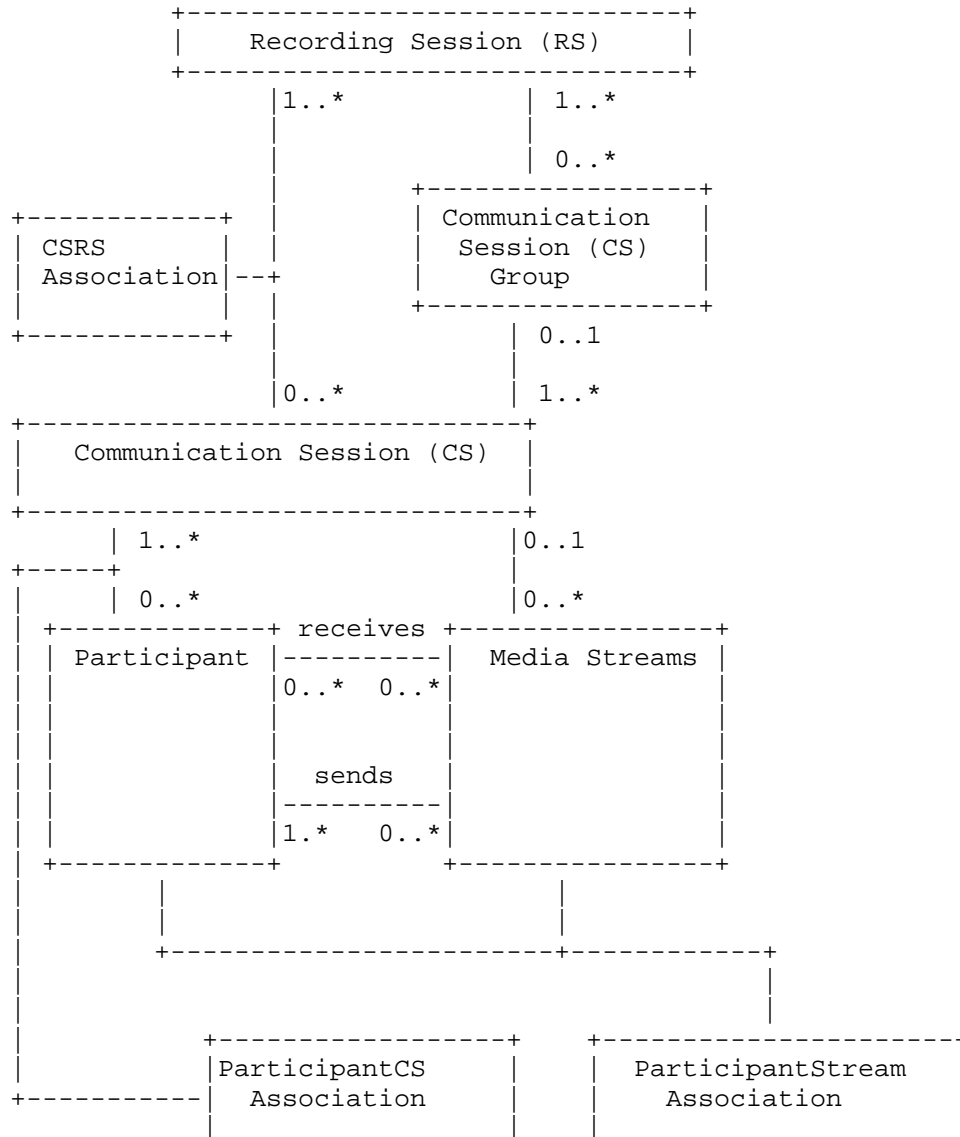 Recording Session (RS)
1..* 1..*
0..*
Communication
CSRS Session (CS)
Association Group
0..1
0..* 1..*
Communication Session (CS)
1..* 0..1
0..* 0..*
receives
Participant Media Streams
0..* 0..*
sends
1.* 0..*
ParticipantCS ParticipantStream
Association Association